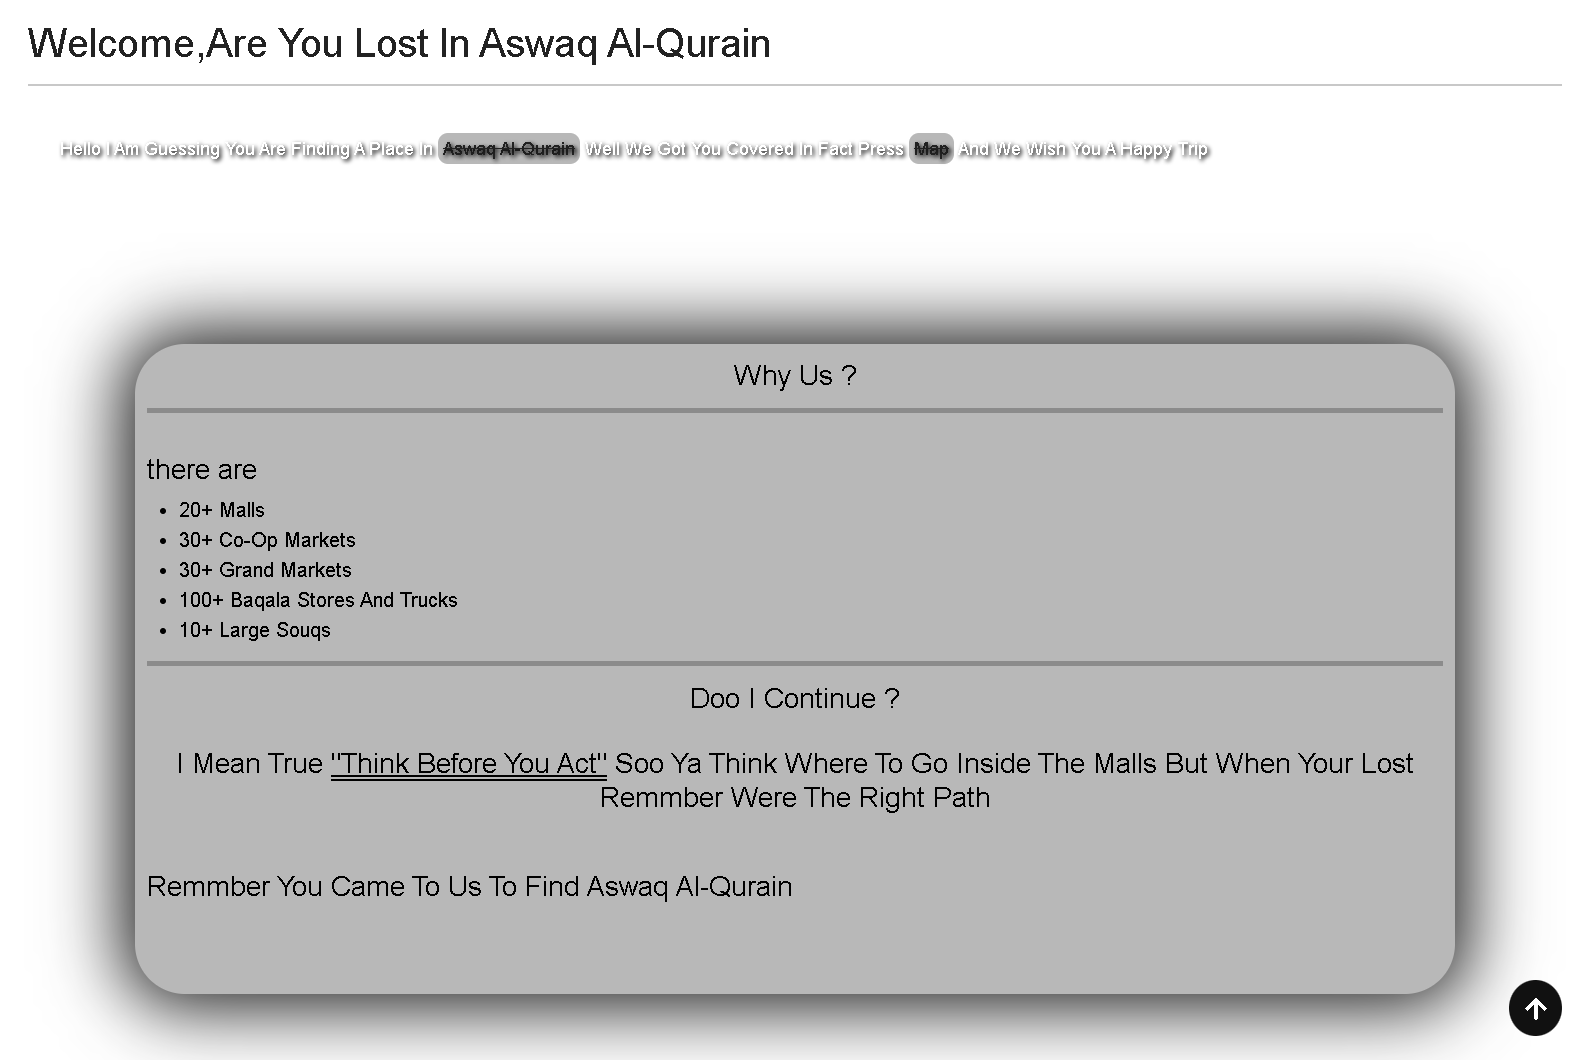 Welcome,Are You Lost In Aswaq Al-Qurain
Hello I Am Guessing You Are Finding A Place In Aswaq Al-Qurain Well We Got You Covered In Fact Press Map And We Wish You A Happy Trip
Why Us ?
there are
• 20+ Malls
• 30+ Co-Op Markets
• 30+ Grand Markets
• 100+ Baqala Stores And Trucks
• 10+ Large Souqs
Doo I Continue ?
I Mean True "Think Before You Act" Soo Ya Think Where To Go Inside The Malls But When Your Lost
Remmber Were The Right Path
Remmber You Came To Us To Find Aswaq Al-Qurain